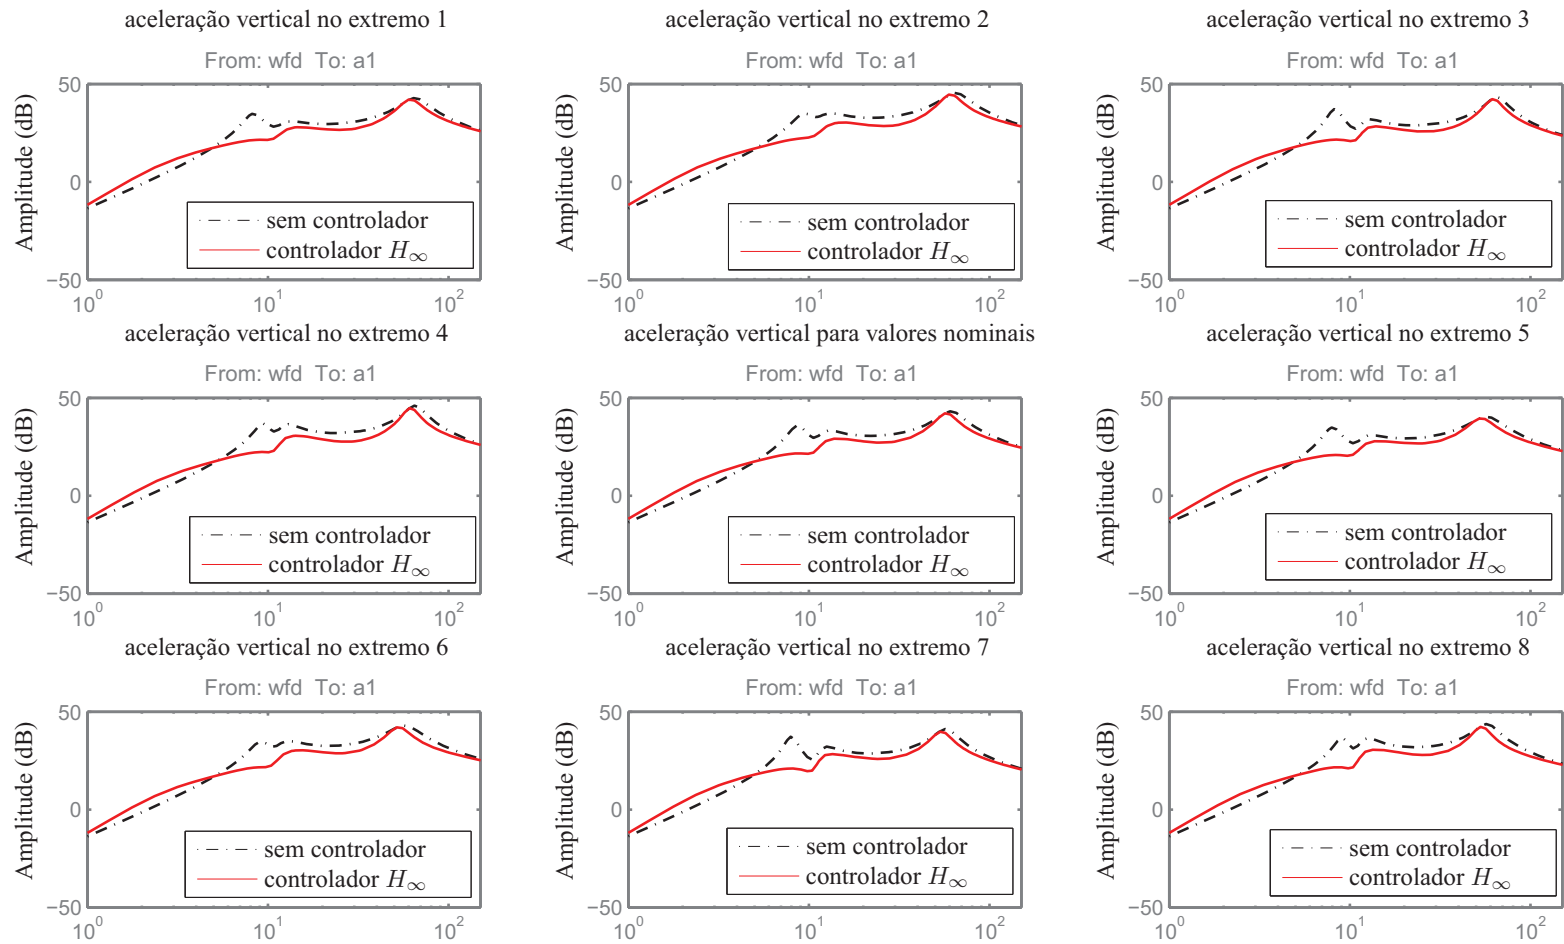 aceleração vertical no extremo 1
From: wfd To: a1
Amplitude (dB)
50
0
−50
10^0
10^1
10^2
sem controlador
controlador H∞
aceleração vertical no extremo 2
From: wfd To: a1
Amplitude (dB)
50
0
−50
10^0
10^1
10^2
sem controlador
controlador H∞
aceleração vertical no extremo 3
From: wfd To: a1
Amplitude (dB)
50
0
−50
10^0
10^1
10^2
sem controlador
controlador H∞
aceleração vertical no extremo 4
From: wfd To: a1
Amplitude (dB)
50
0
−50
10^0
10^1
10^2
sem controlador
controlador H∞
aceleração vertical para valores nominais
From: wfd To: a1
Amplitude (dB)
50
0
−50
10^0
10^1
10^2
sem controlador
controlador H∞
aceleração vertical no extremo 5
From: wfd To: a1
Amplitude (dB)
50
0
−50
10^0
10^1
10^2
sem controlador
controlador H∞
aceleração vertical no extremo 6
From: wfd To: a1
Amplitude (dB)
50
0
−50
10^0
10^1
10^2
sem controlador
controlador H∞
aceleração vertical no extremo 7
From: wfd To: a1
Amplitude (dB)
50
0
−50
10^0
10^1
10^2
sem controlador
controlador H∞
aceleração vertical no extremo 8
From: wfd To: a1
Amplitude (dB)
50
0
−50
10^0
10^1
10^2
sem controlador
controlador H∞